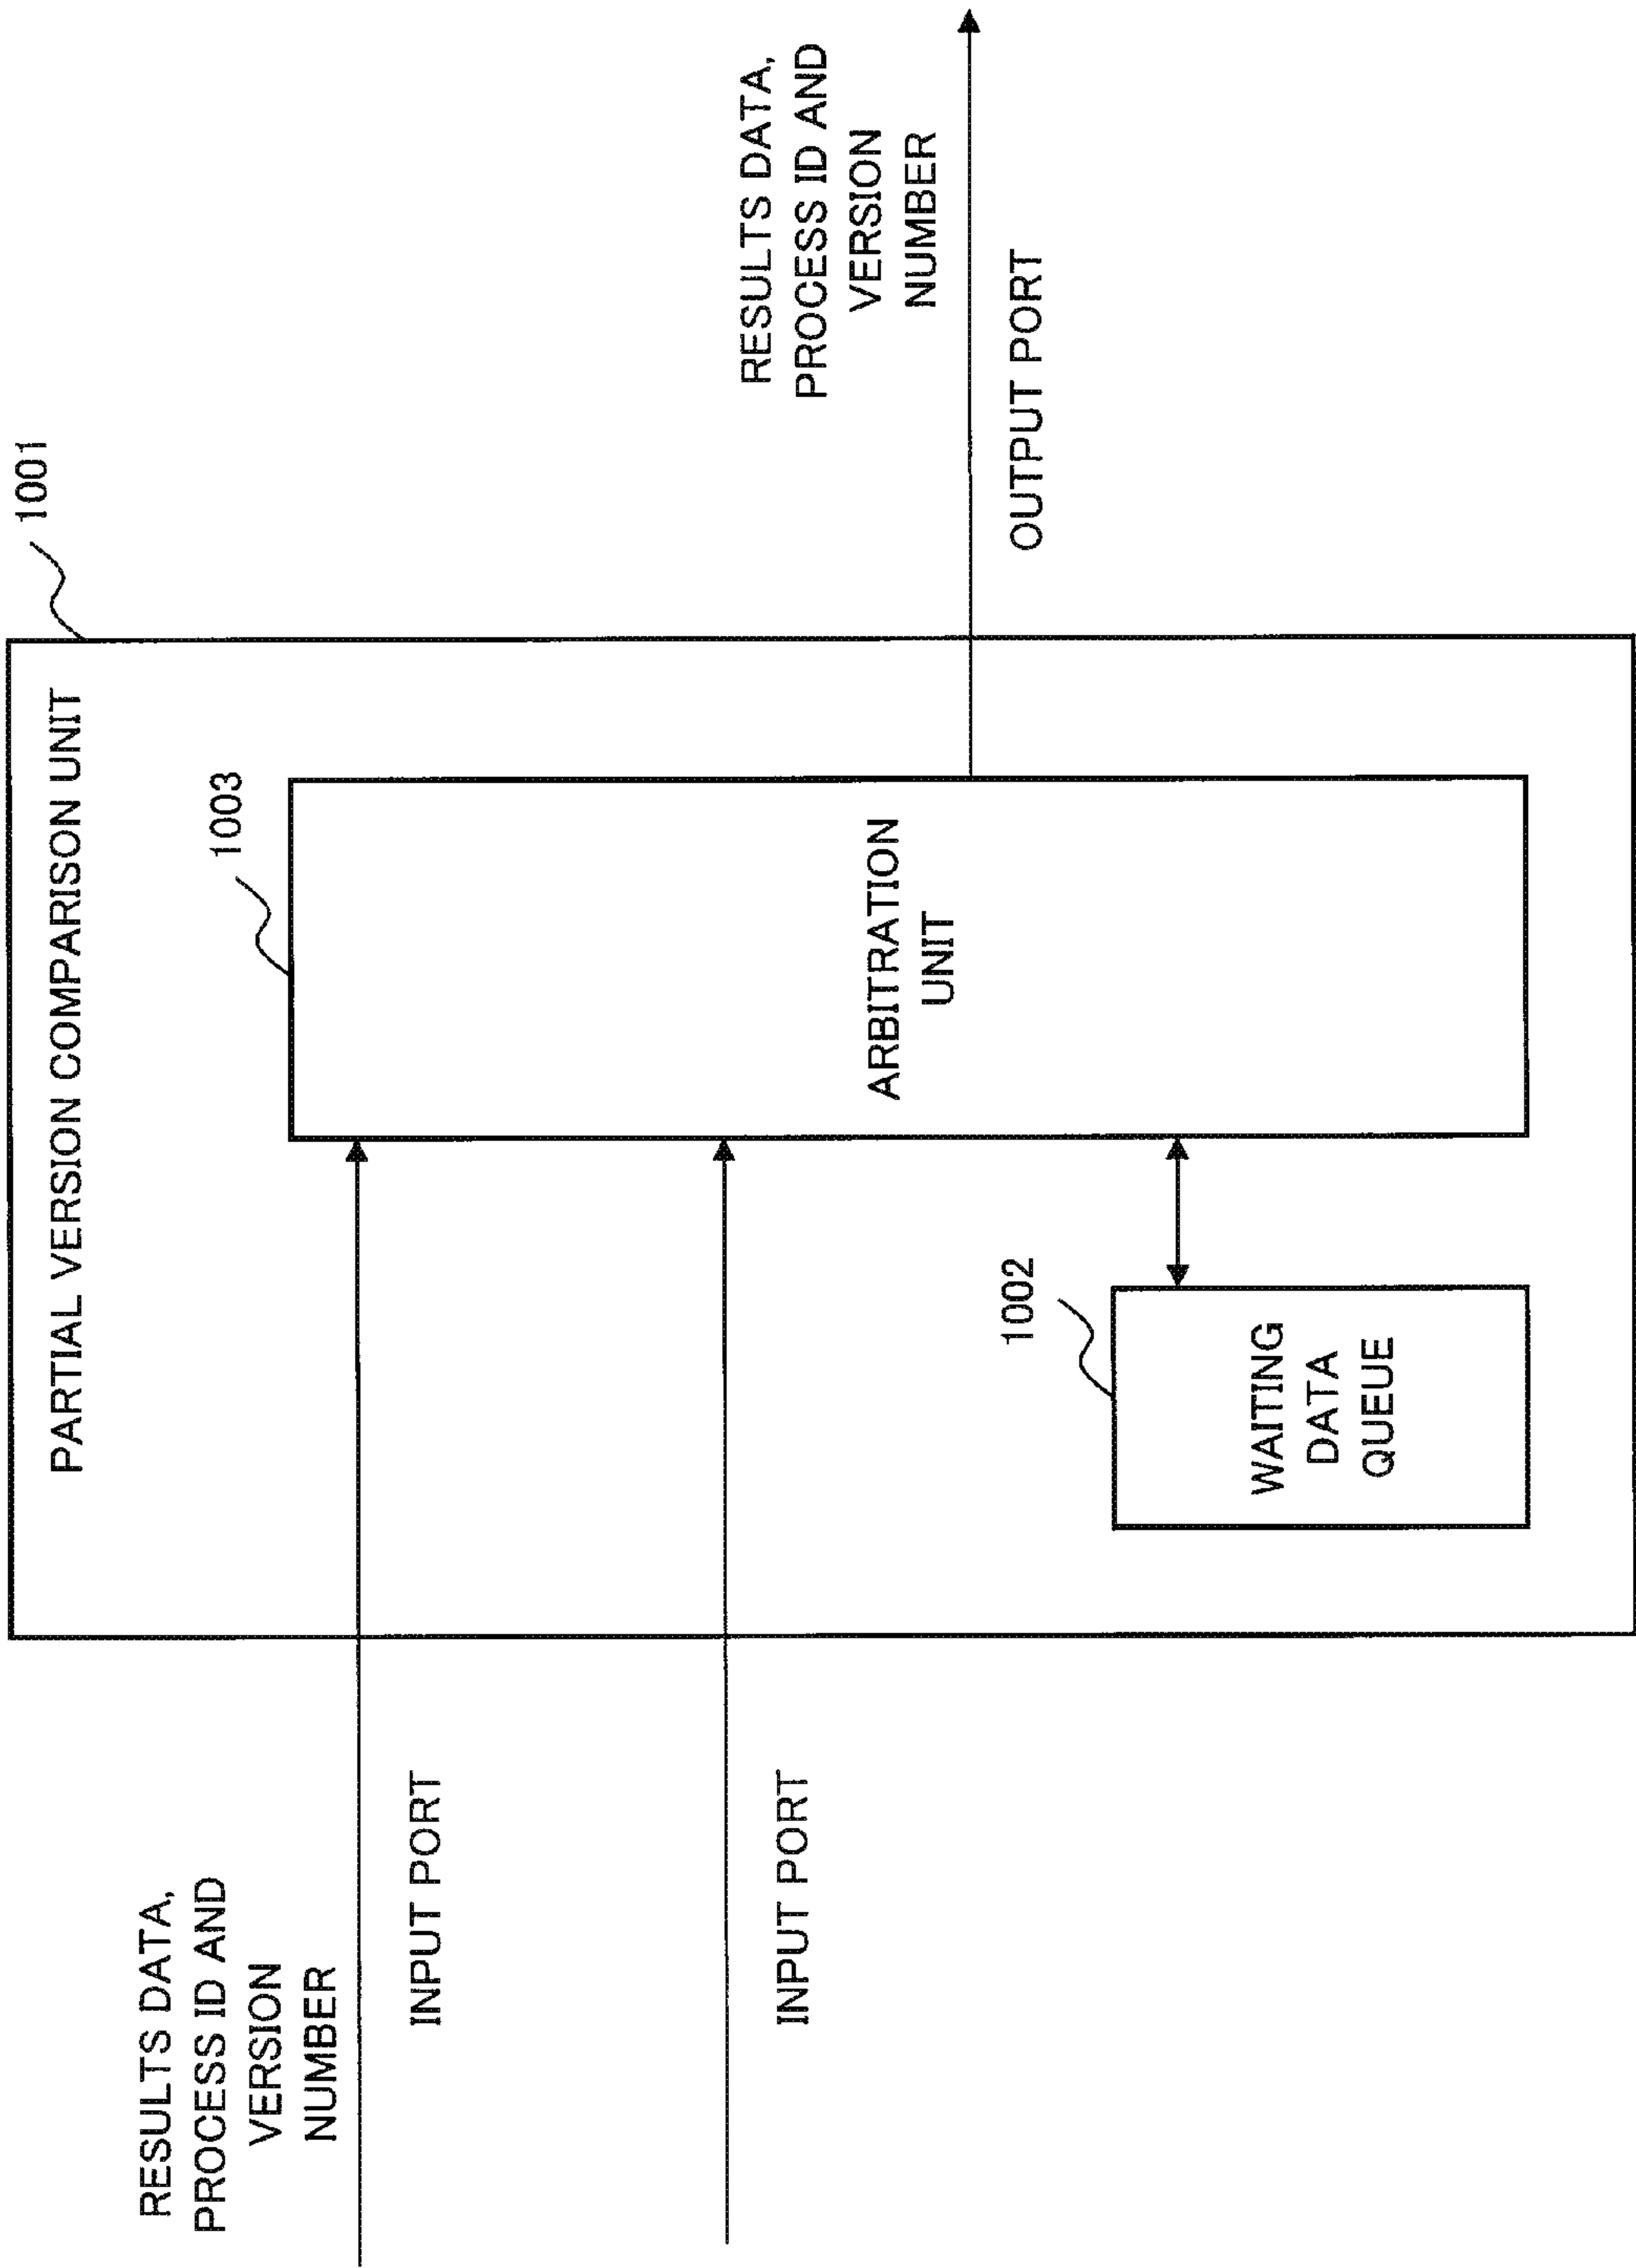 RESULTS DATA,
PROCESS ID AND
VERSION
NUMBER
INPUT PORT
INPUT PORT
PARTIAL VERSION COMPARISON UNIT
1001
1003
ARBITRATION
UNIT
1002
WAITING
DATA
QUEUE
RESULTS DATA,
PROCESS ID AND
VERSION
NUMBER
OUTPUT PORT